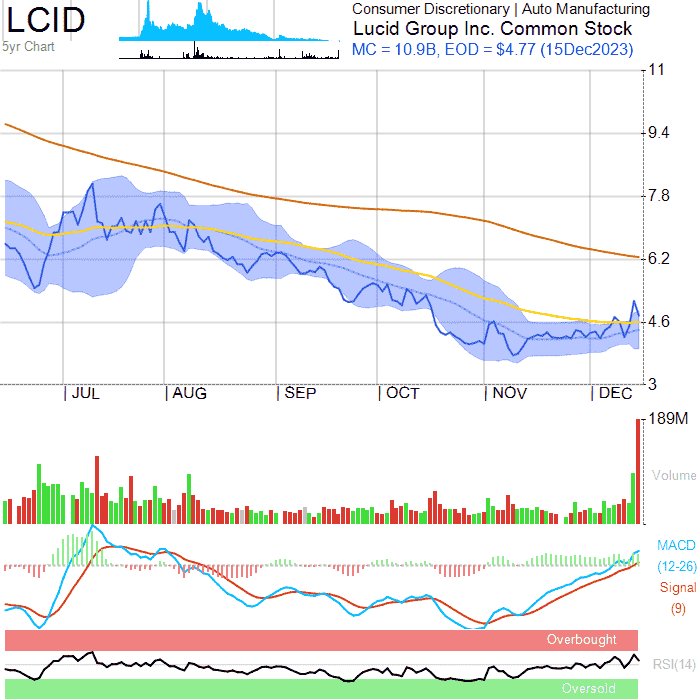 LCID
5yr Chart
Consumer Discretionary | Auto Manufacturing
Lucid Group Inc. Common Stock
MC = 10.9B, EOD = $4.77 (15Dec2023)
11
9.4
7.8
6.2
4.6
3
| JUL | AUG | SEP | OCT | NOV | DEC
189M
Volume
MACD
(12-26)
Signal
(9)
Overbought
RSI(14)
Oversold